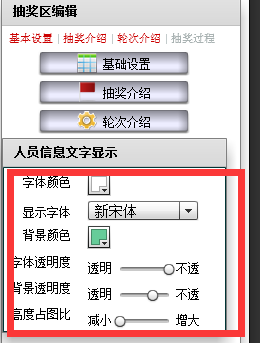 抽奖区编辑
基本设置 | 抽奖介绍 | 轮次介绍 | 抽奖过程
基础设置
抽奖介绍
轮次介绍
人员信息文字显示
字体颜色
显示字体 新宋体
背景颜色
字体透明度 透明 不透
背景透明度 透明 不透
高度占图比 减小 增大